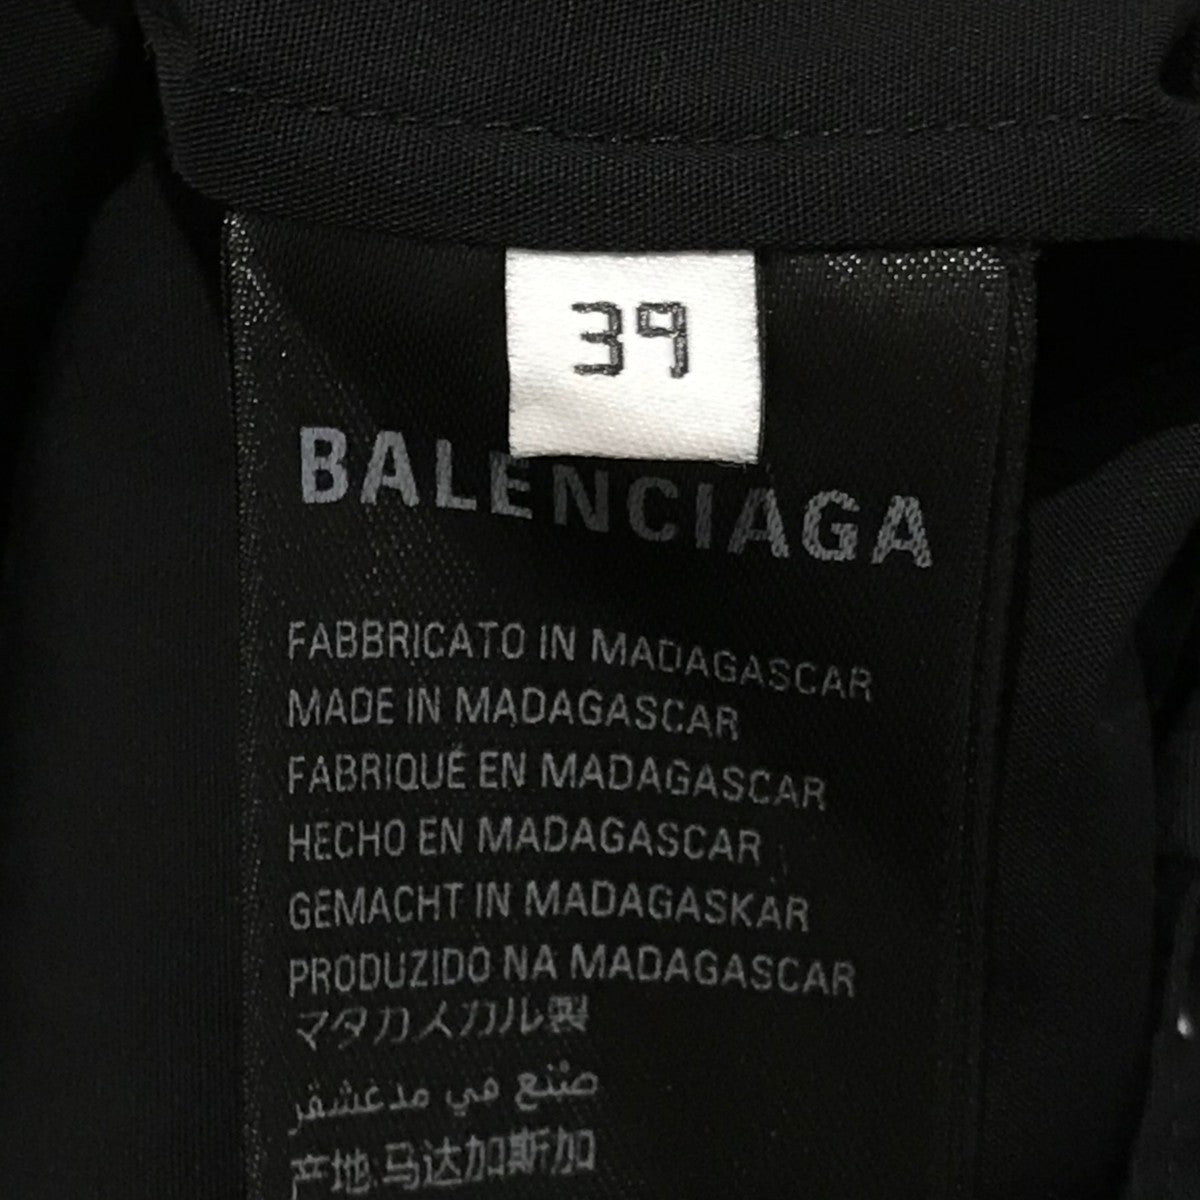 39
BALENCIAGA
FABBRICATO IN MADAGASCAR
MADE IN MADAGASCAR
FABRIQUÉ EN MADAGASCAR
HECHO EN MADAGASCAR
GEMACHT IN MADAGASKAR
PRODUZIDO NA MADAGASCAR
マダガスカル製
صنع في مدغشقر
产地:马达加斯加